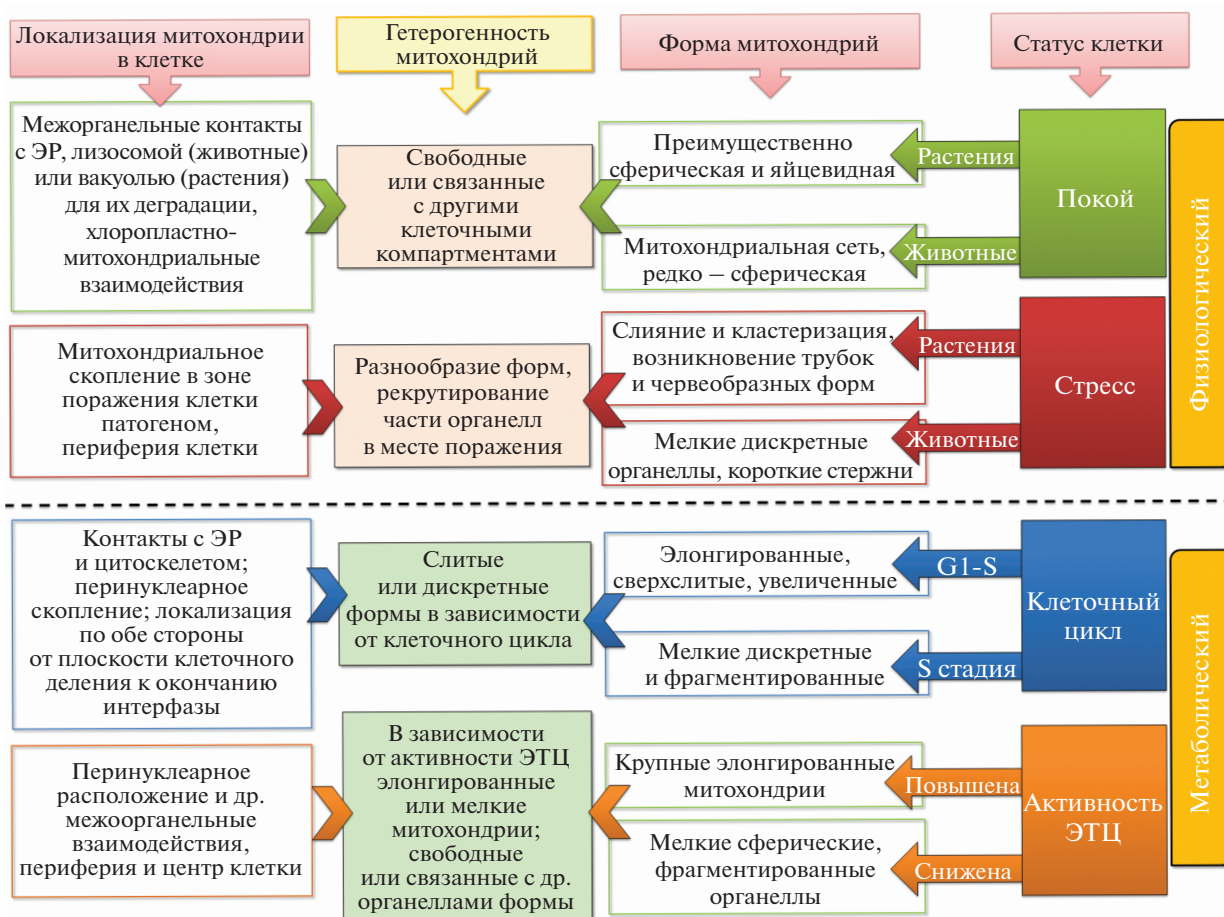 Локализация митохондрии
в клетке
Гетерогенность
митохондрий
Форма митохондрий
Статус клетки
Межорганельные контакты
с ЭР, лизосомой (животные)
или вакуолью (растения)
для их деградации,
хлоропластно-
митохондриальные
взаимодействия
Свободные
или связанные
с другими
клеточными
компартментами
Преимущественно
сферическая и яйцевидная
Растения
Митохондриальная сеть,
редко – сферическая
Животные
Покой
Физиологический
Митохондриальное
скопление в зоне
поражения клетки
патогеном,
периферия клетки
Разнообразие форм,
рекрутирование
части органелл
в месте поражения
Слияние и кластеризация,
возникновение трубок
и червеобразных форм
Растения
Мелкие дискретные
органеллы, короткие стержни
Животные
Стресс
Контакты с ЭР
и цитоскелетом;
перинуклеарное
скопление; локализация
по обе стороны
от плоскости клеточного
деления к окончанию
интерфазы
Слитые
или дискретные
формы в зависимости
от клеточного цикла
Элонгированные,
сверхслитые, увеличенные
G1-S
Мелкие дискретные
и фрагментированные
S стадия
Клеточный
цикл
Метаболический
Перинуклеарное
расположение и др.
межоорганельные
взаимодействия,
периферия и центр клетки
В зависимости
от активности ЭТЦ
элонгированные
или мелкие
митохондрии;
свободные
или связанные с др.
органеллами формы
Крупные элонгированные
митохондрии
Повышена
Мелкие сферические,
фрагментированные
органеллы
Снижена
Активность
ЭТЦ